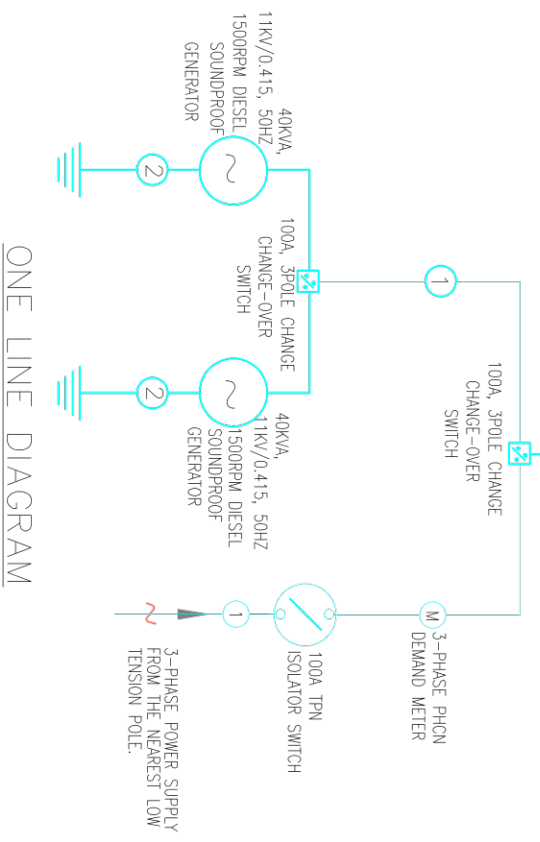 100A, 3POLE CHANGE
CHANGE-OVER
SWITCH
1
M
3-PHASE PHCN
DEMAND METER
100A, 3POLE CHANGE
CHANGE-OVER
SWITCH
100A TPN
ISOLATOR SWITCH
40KVA,
11KV/0.415, 50HZ
1500RPM DIESEL
SOUNDPROOF
GENERATOR
40KVA,
11KV/0.415, 50HZ
1500RPM DIESEL
SOUNDPROOF
GENERATOR
1
2
2
3-PHASE POWER SUPPLY
FROM THE NEAREST LOW
TENSION POLE.
ONE LINE DIAGRAM